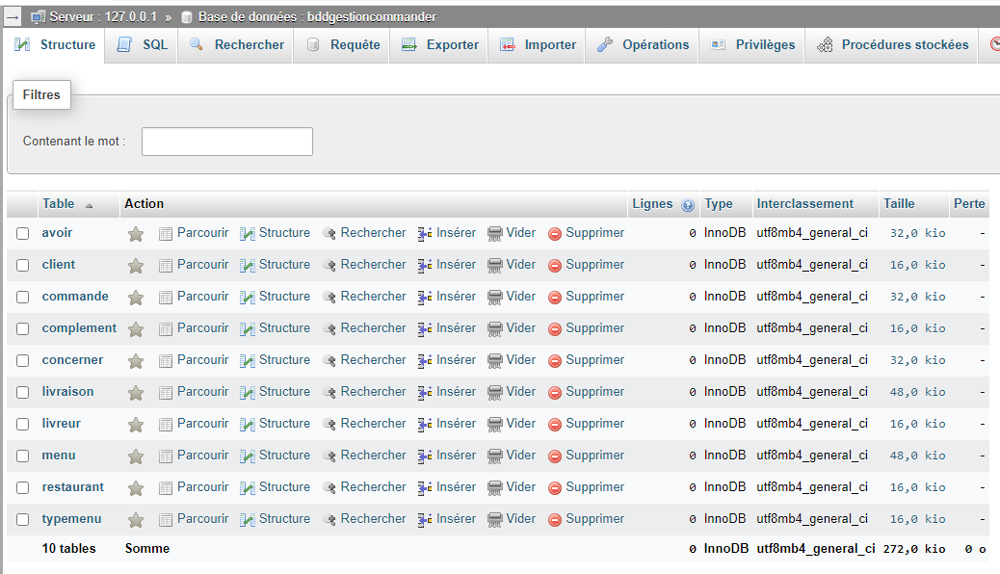 Serveur : 127.0.0.1 » Base de données : bddgestioncommander
Structure SQL Rechercher Requête Exporter Importer Opérations Privilèges Procédures stockées
Filtres
Contenant le mot :
Table Action Lignes Type Interclassement Taille Perte
avoir Parcourir Structure Rechercher Insérer Vider Supprimer 0 InnoDB utf8mb4_general_ci 32,0 kio -
client Parcourir Structure Rechercher Insérer Vider Supprimer 0 InnoDB utf8mb4_general_ci 16,0 kio -
commande Parcourir Structure Rechercher Insérer Vider Supprimer 0 InnoDB utf8mb4_general_ci 32,0 kio -
complement Parcourir Structure Rechercher Insérer Vider Supprimer 0 InnoDB utf8mb4_general_ci 16,0 kio -
concerner Parcourir Structure Rechercher Insérer Vider Supprimer 0 InnoDB utf8mb4_general_ci 32,0 kio -
livraison Parcourir Structure Rechercher Insérer Vider Supprimer 0 InnoDB utf8mb4_general_ci 48,0 kio -
livreur Parcourir Structure Rechercher Insérer Vider Supprimer 0 InnoDB utf8mb4_general_ci 16,0 kio -
menu Parcourir Structure Rechercher Insérer Vider Supprimer 0 InnoDB utf8mb4_general_ci 48,0 kio -
restaurant Parcourir Structure Rechercher Insérer Vider Supprimer 0 InnoDB utf8mb4_general_ci 16,0 kio -
typemenu Parcourir Structure Rechercher Insérer Vider Supprimer 0 InnoDB utf8mb4_general_ci 16,0 kio -
10 tables Somme 0 InnoDB utf8mb4_general_ci 272,0 kio 0 o